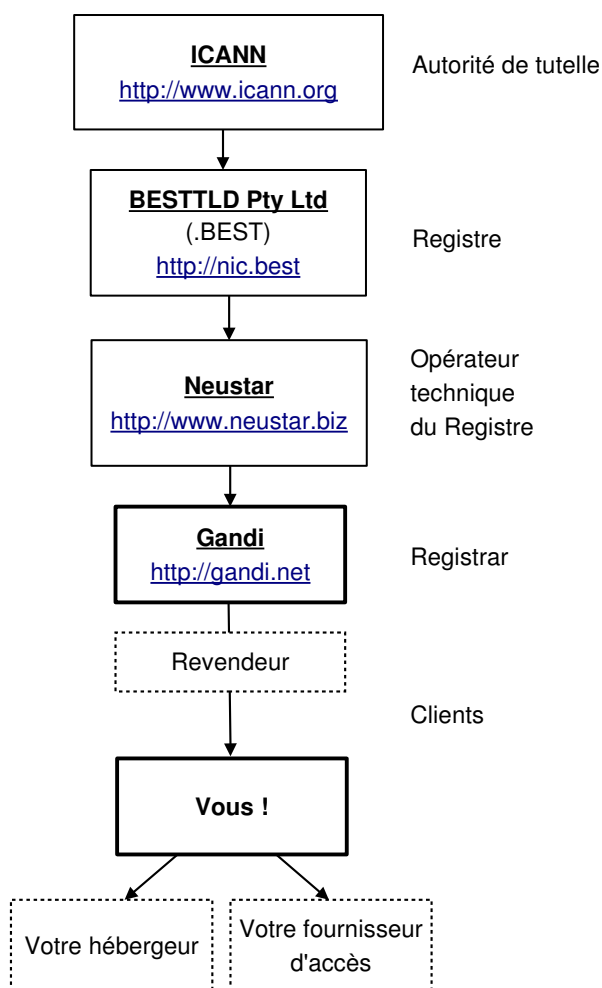 ICANN
http://www.icann.org
Autorité de tutelle
BESTTLD Pty Ltd
(.BEST)
http://nic.best
Registre
Neustar
http://www.neustar.biz
Opérateur
technique
du Registre
Gandi
http://gandi.net
Registrar
Revendeur
Clients
Vous !
Votre hébergeur
Votre fournisseur
d'accès